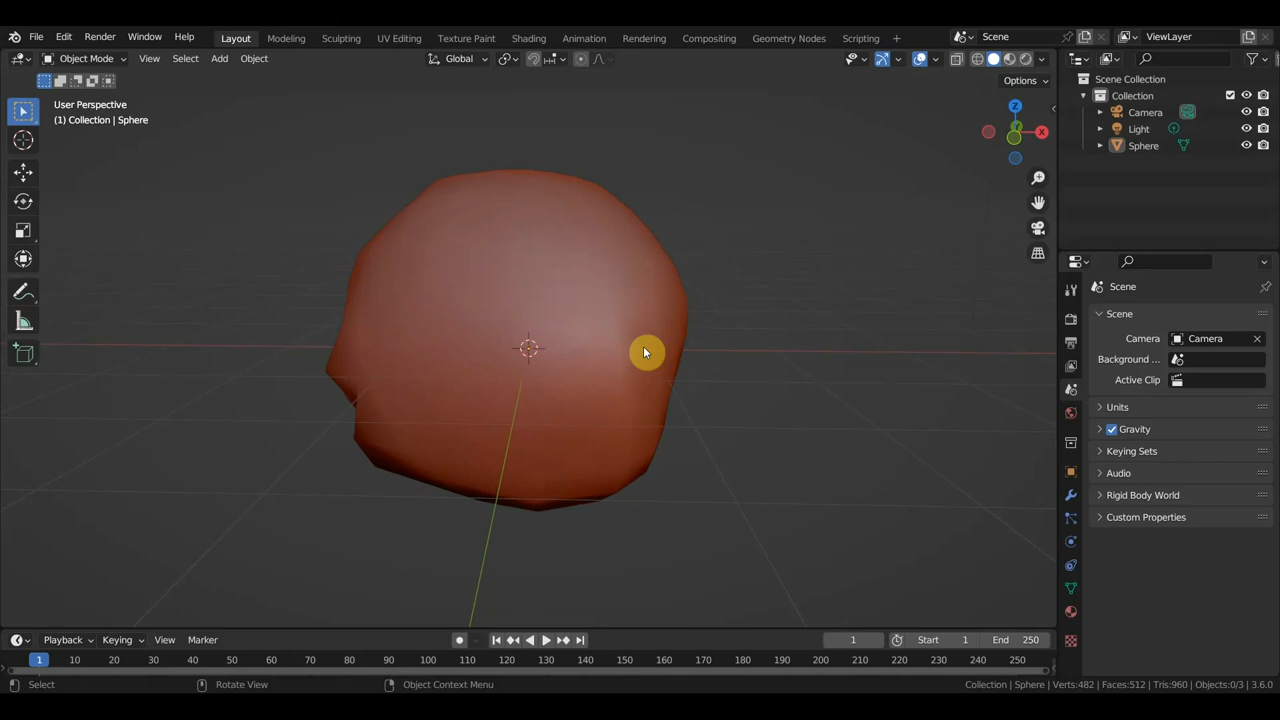 File Edit Render Window Help Layout Modeling Sculpting UV Editing Texture Paint Shading Animation Rendering Compositing Geometry Nodes Scripting + Scene ViewLayer
Object Mode View Select Add Object Global
Options
User Perspective
(1) Collection | Sphere
Z
Y
X
Scene Collection
Collection
Camera
Light
Sphere
Scene
Scene
Camera Camera
Background ...
Active Clip
Units
Gravity
Keying Sets
Audio
Rigid Body World
Custom Properties
Playback Keying View Marker 1 Start 1 End 250
1 10 20 30 40 50 60 70 80 90 100 110 120 130 140 150 160 170 180 190 200 210 220 230 240 250
Select Rotate View Object Context Menu Collection | Sphere | Verts:482 | Faces:512 | Tris:960 | Objects:0/3 | 3.6.0